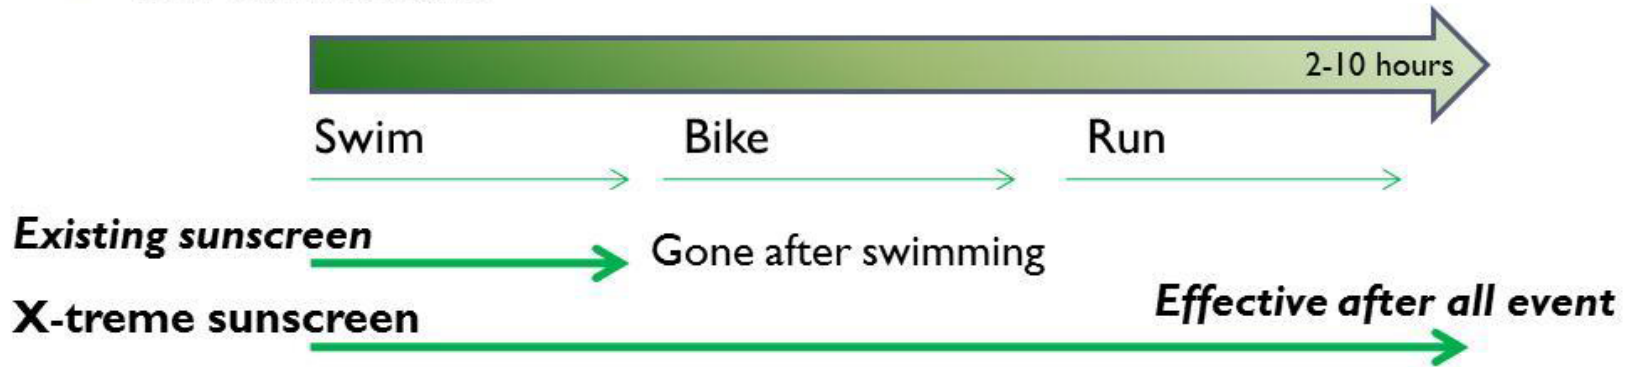 2-10 hours
Swim Bike Run
Existing sunscreen
Gone after swimming
Effective after all event
X-treme sunscreen